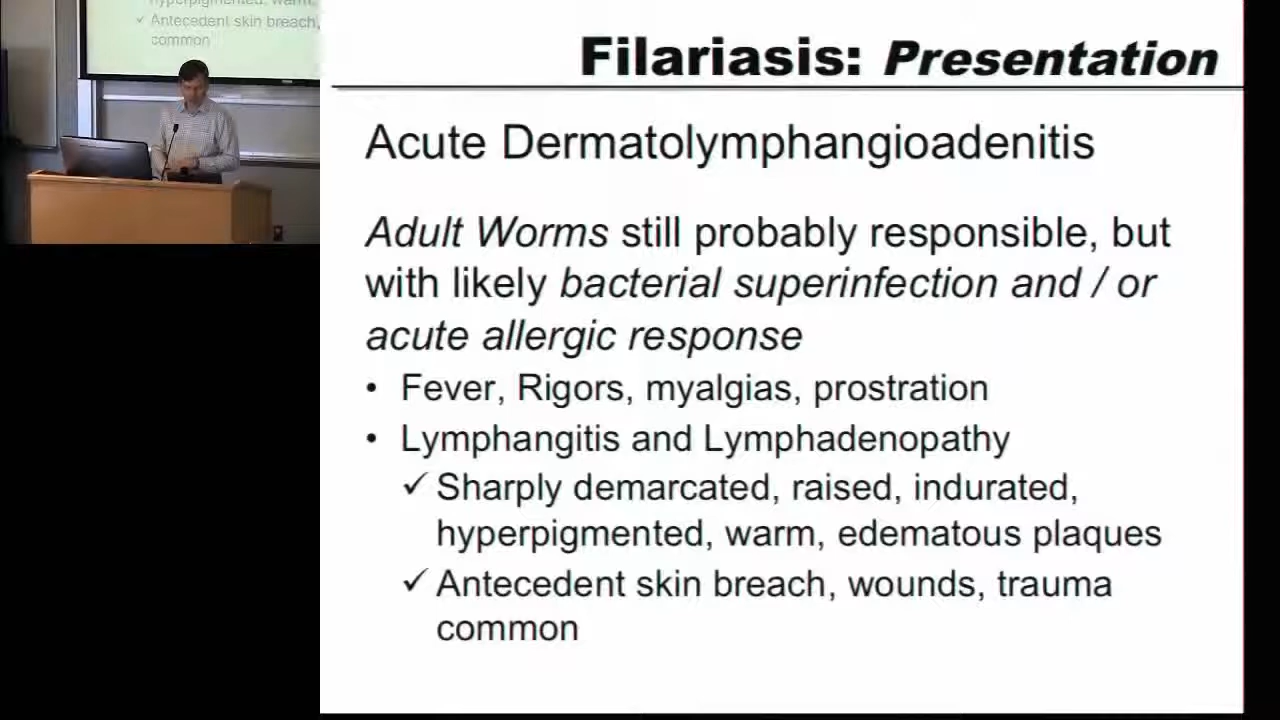 hyperpigmented, warm,
✓ Antecedent skin breach,
common
Filariasis: Presentation
Acute Dermatolymphangioadenitis
Adult Worms still probably responsible, but
with likely bacterial superinfection and / or
acute allergic response
• Fever, Rigors, myalgias, prostration
• Lymphangitis and Lymphadenopathy
✓ Sharply demarcated, raised, indurated,
hyperpigmented, warm, edematous plaques
✓ Antecedent skin breach, wounds, trauma
common